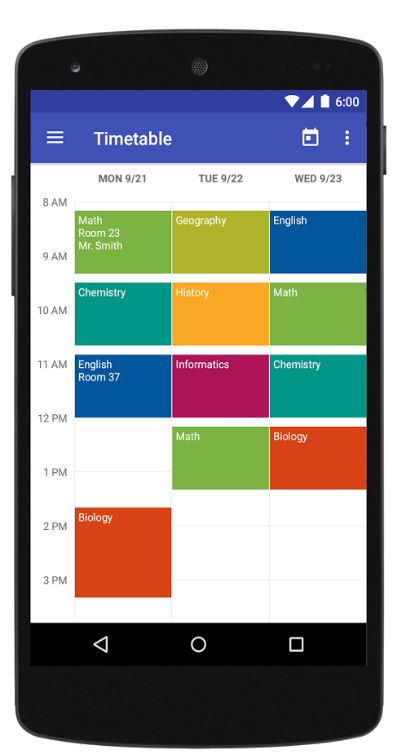 6:00
Timetable
MON 9/21 TUE 9/22 WED 9/23
8 AM
Math Geography English
Room 23
Mr. Smith
9 AM
Chemistry History Math
10 AM
11 AM English Informatics Chemistry
Room 37
12 PM
Math Biology
1 PM
Biology
2 PM
3 PM